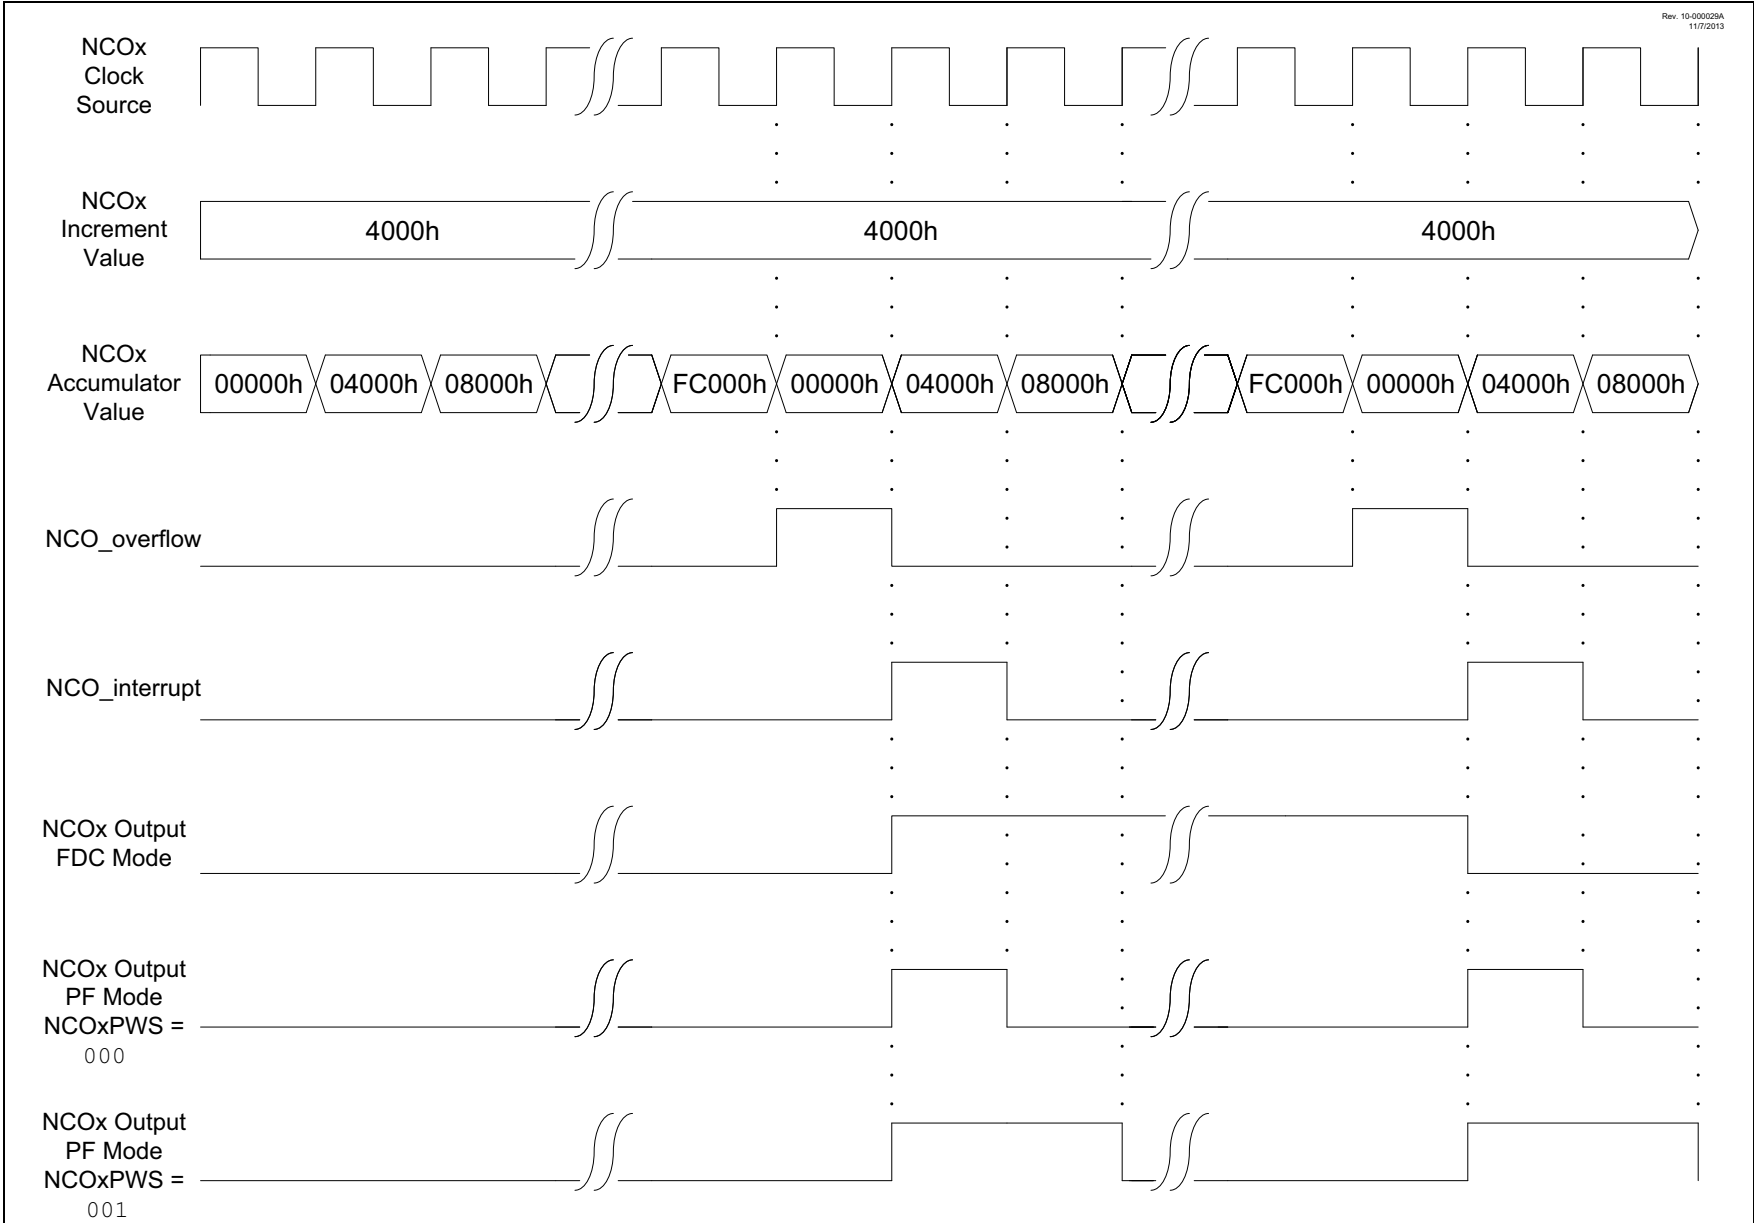 Rev. 10-000029A
11/7/2013
NCOx
Clock
Source
NCOx
Increment
Value
4000h
4000h
4000h
NCOx
Accumulator
Value
00000h
04000h
08000h
FC000h
00000h
04000h
08000h
FC000h
00000h
04000h
08000h
NCO_overflow
NCO_interrupt
NCOx Output
FDC Mode
NCOx Output
PF Mode
NCOxPWS =
000
NCOx Output
PF Mode
NCOxPWS =
001